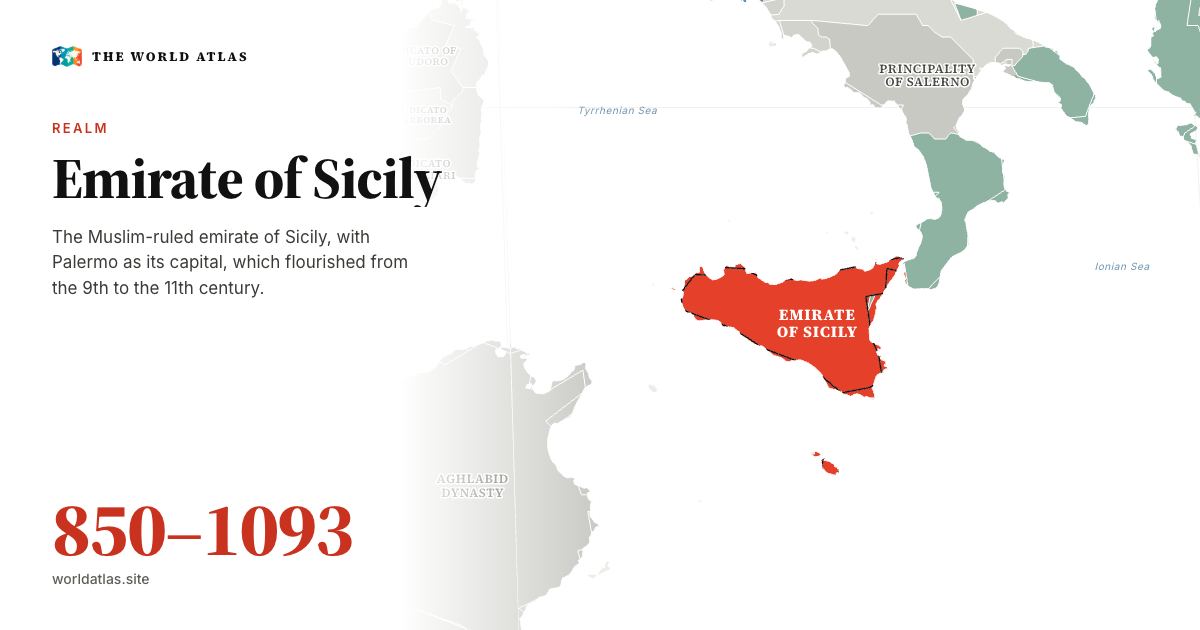 THE WORLD ATLAS
REALM
Emirate of Sicily
The Muslim-ruled emirate of Sicily, with
Palermo as its capital, which flourished from
the 9th to the 11th century.
850–1093
worldatlas.site
PRINCIPALITY
OF SALERNO
Tyrrhenian Sea
Ionian Sea
EMIRATE
OF SICILY
AGHLABID
DYNASTY